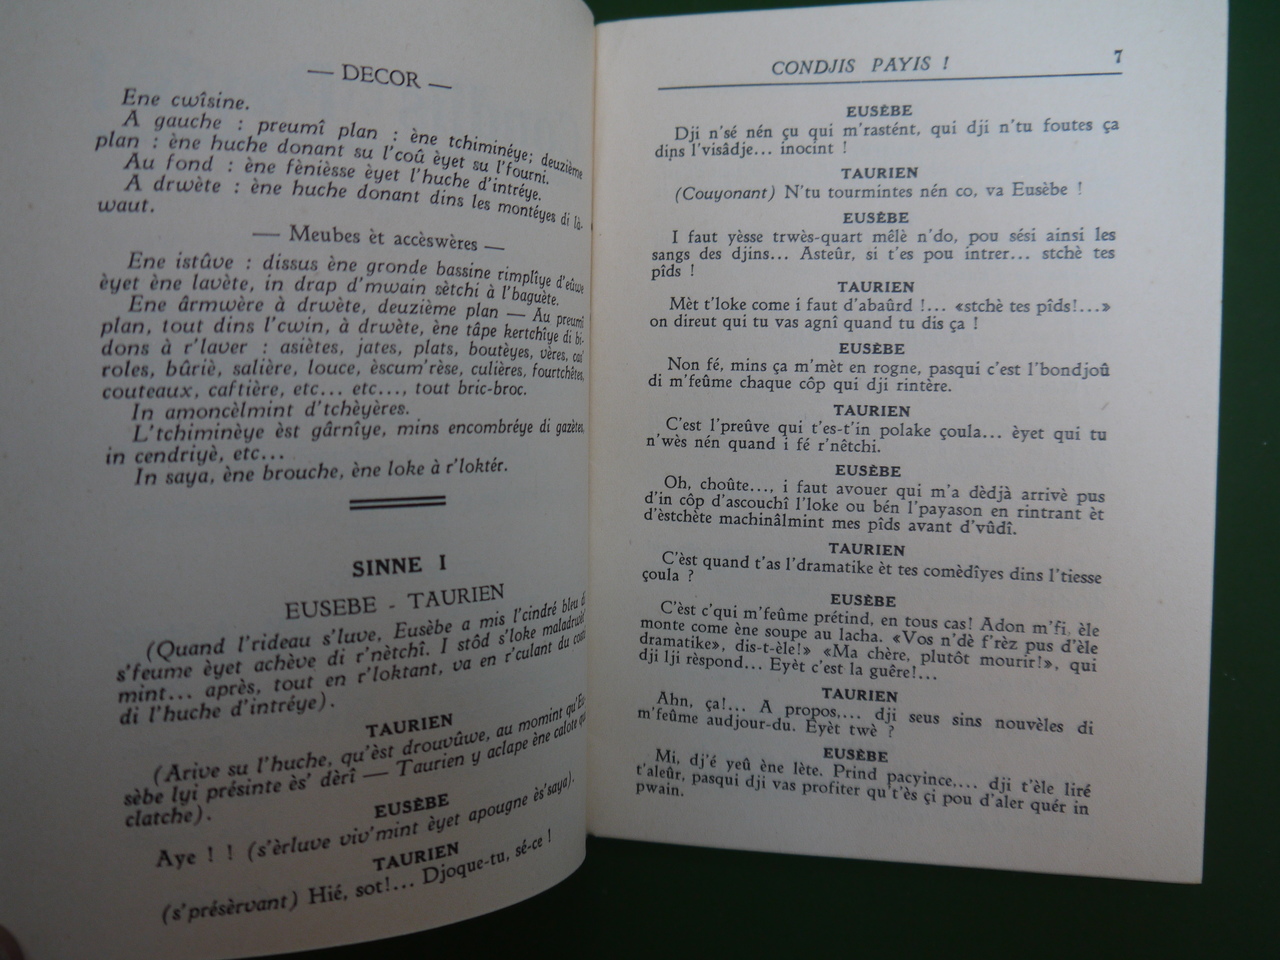 — DECOR —
Ene cwîsine.
A gauche : preumî plan : ène tchiminéye; deuzième
plan : ène huche donant su l'coû èyet su l'fourni.
Au fond : ène fènièsse èyet l'huche d'intréye.
A drwète : ène huche donant dins les montéyes di là-
waut.
— Meubes èt accèswères —
Ene istûve : dissus ène gronde bassine rimplîye d'eûwe
èyet ène lavète, in drap d'mwain sètchi à l'baguète.
Ene ârmwère à drwète, deuzième plan — Au preumî
plan, tout dins l'cwin, à drwète, ène tâpe kertchîye di bi-
dons à r'laver : asiètes, jates, plats, boutèyes, vères,
roles, bûriè, salière, louce, èscum'rèse, culières, fourtchètes,
couteaux, caftière, etc... etc..., tout bric-broc.
In amoncèlmint d'tchèyères.
L'tchiminèye èst gârnîye, mins encombréye di gazètes,
in cendriyè, etc...
In saya, ène brouche, ène loke à r'loktér.
SINNE I
EUSEBE - TAURIEN
(Quand l'rideau s'luve, Eusèbe a mis l'cindré bleu
s'feume èyet achève di r'nètchî. I stôd s'loke maladrwèt-
mint... après, tout en r'loktant, va en r'culant du
di l'huche d'intréye).
TAURIEN
(Arive su l'huche, qu'èst drouvûwe, au momint qu'Eu-
sèbe lyi présinte ès' dèrî — Taurien y aclape ène calote
clatche).
EUSÈBE
Aye ! ! (s'èrluve viv'mint èyet apougne ès'saya).
TAURIEN
(s'présèrvant) Hié, sot!... Djoque-tu, sé-ce !
CONDJIS PAYIS !
7
EUSÈBE
Dji n'sé nén çu qui m'rastént, qui dji n'tu foutes ça
dins l'visâdje... inocint !
TAURIEN
(Couyonant) N'tu tourmintes nén co, va Eusèbe !
EUSÈBE
I faut yèsse trwès-quart mêlè n'do, pou sési ainsi les
sangs des djins... Asteûr, si t'es pou intrer... stchè tes
pîds !
TAURIEN
Mèt t'loke come i faut d'abaûrd !... «stchè tes pîds!...»
on direut qui tu vas agnî quand tu dis ça !
EUSÈBE
Non fé, mins ça m'mèt en rogne, pasqui c'est l'bondjoû
di m'feûme chaque côp qui dji rintère.
TAURIEN
C'est l'preûve qui t'es-t'in polake çoula... èyet qui tu
n'wès nén quand i fé r'nêtchi.
EUSÈBE
Oh, choûte..., i faut avouer qui m'a dèdjà arrivè pus
d'in côp d'ascouchî l'loke ou bén l'payason en rintrant èt
d'èstchète machinâlmint mes pîds avant d'vûdî.
TAURIEN
C'èst quand t'as l'dramatike èt tes comèdîyes dins l'tiesse
çoula ?
EUSÈBE
C'èst c'qui m'feûme prétind, en tous cas! Adon m'fi, èle
monte come ène soupe au lacha. «Vos n'dè f'rèz pus d'èle
dramatike», dis-t-èle!» «Ma chère, plutôt mourir!», qui
dji lji rèspond... Eyèt c'est la guêre!...
TAURIEN
Ahn, ça!... A propos,... dji seus sins nouvèles di
m'feûme audjour-du. Eyèt twè ?
EUSÈBE
Mi, dj'é yeû ène lète. Prind pacyince,... dji t'èle liré
t'aleûr, pasqui dji vas profiter qu't'ès çi pou d'aler quér in
pwain.